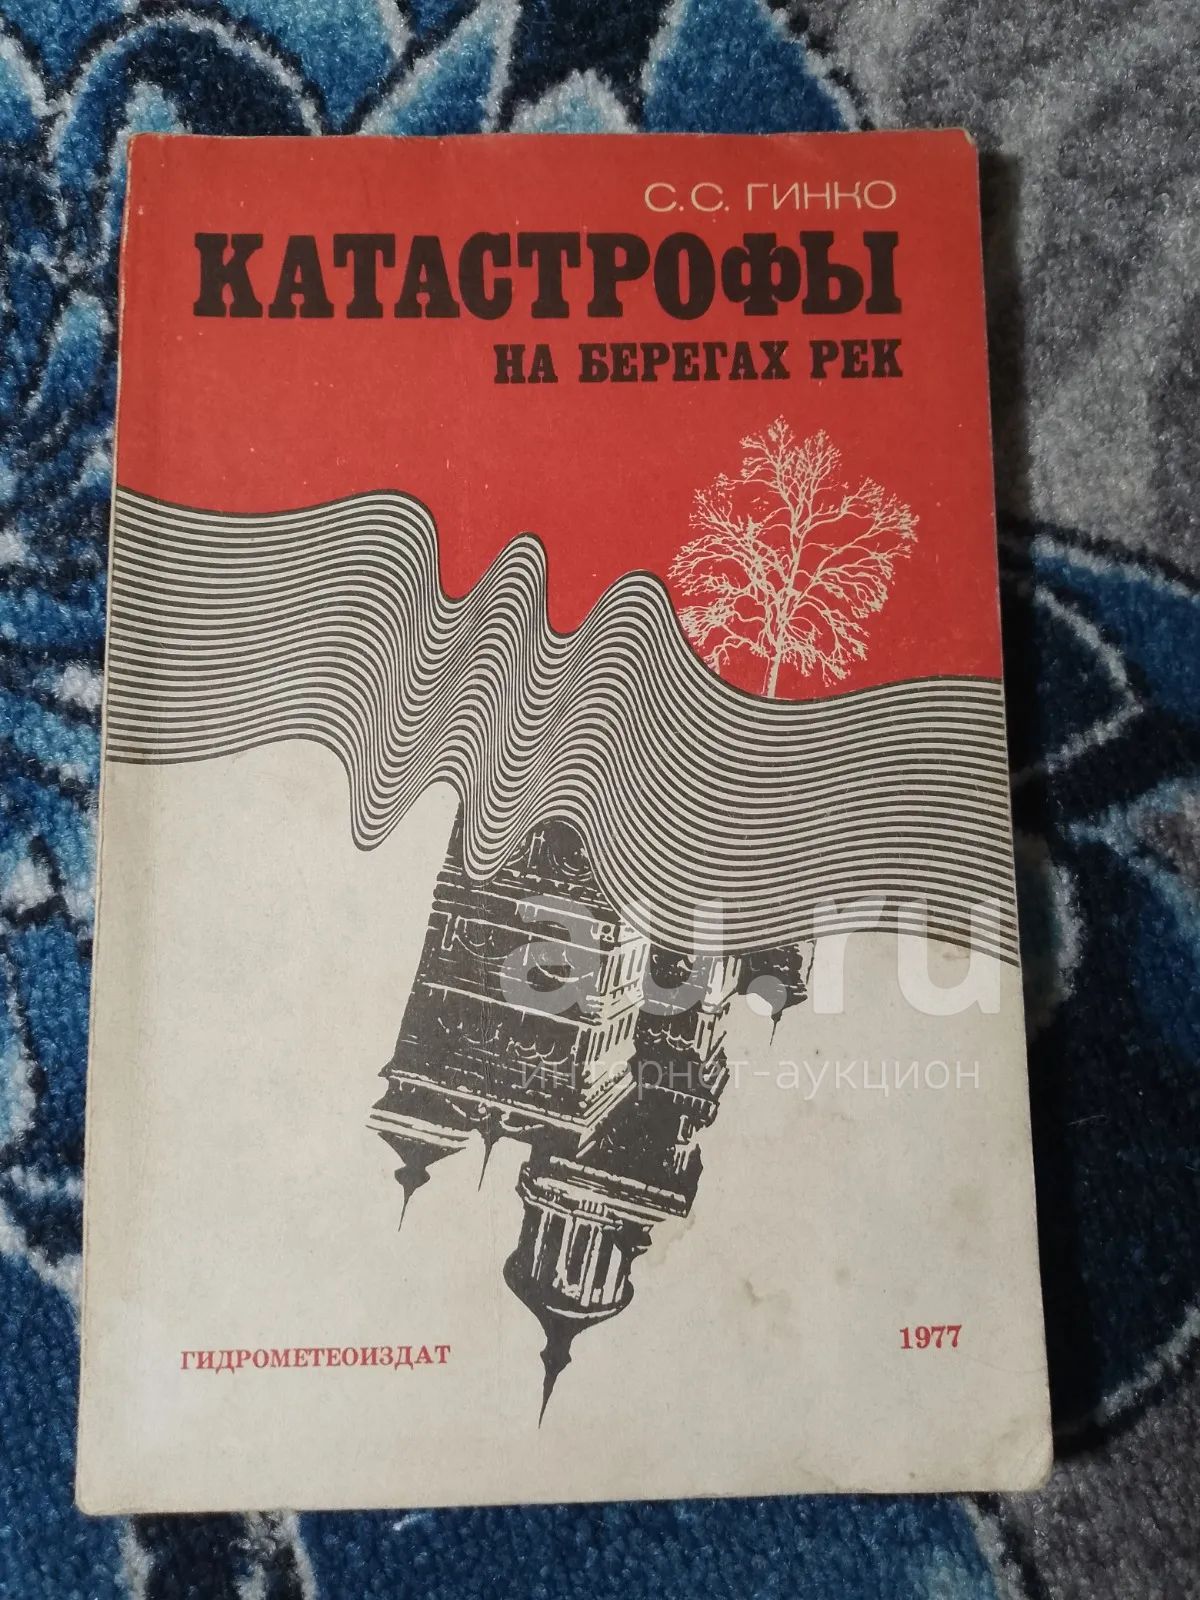 С.С. ГИНКО
КАТАСТРОФЫ
НА БЕРЕГАХ РЕК
au.ru
интернет-аукцион
ГИДРОМЕТЕОИЗДАТ
1977